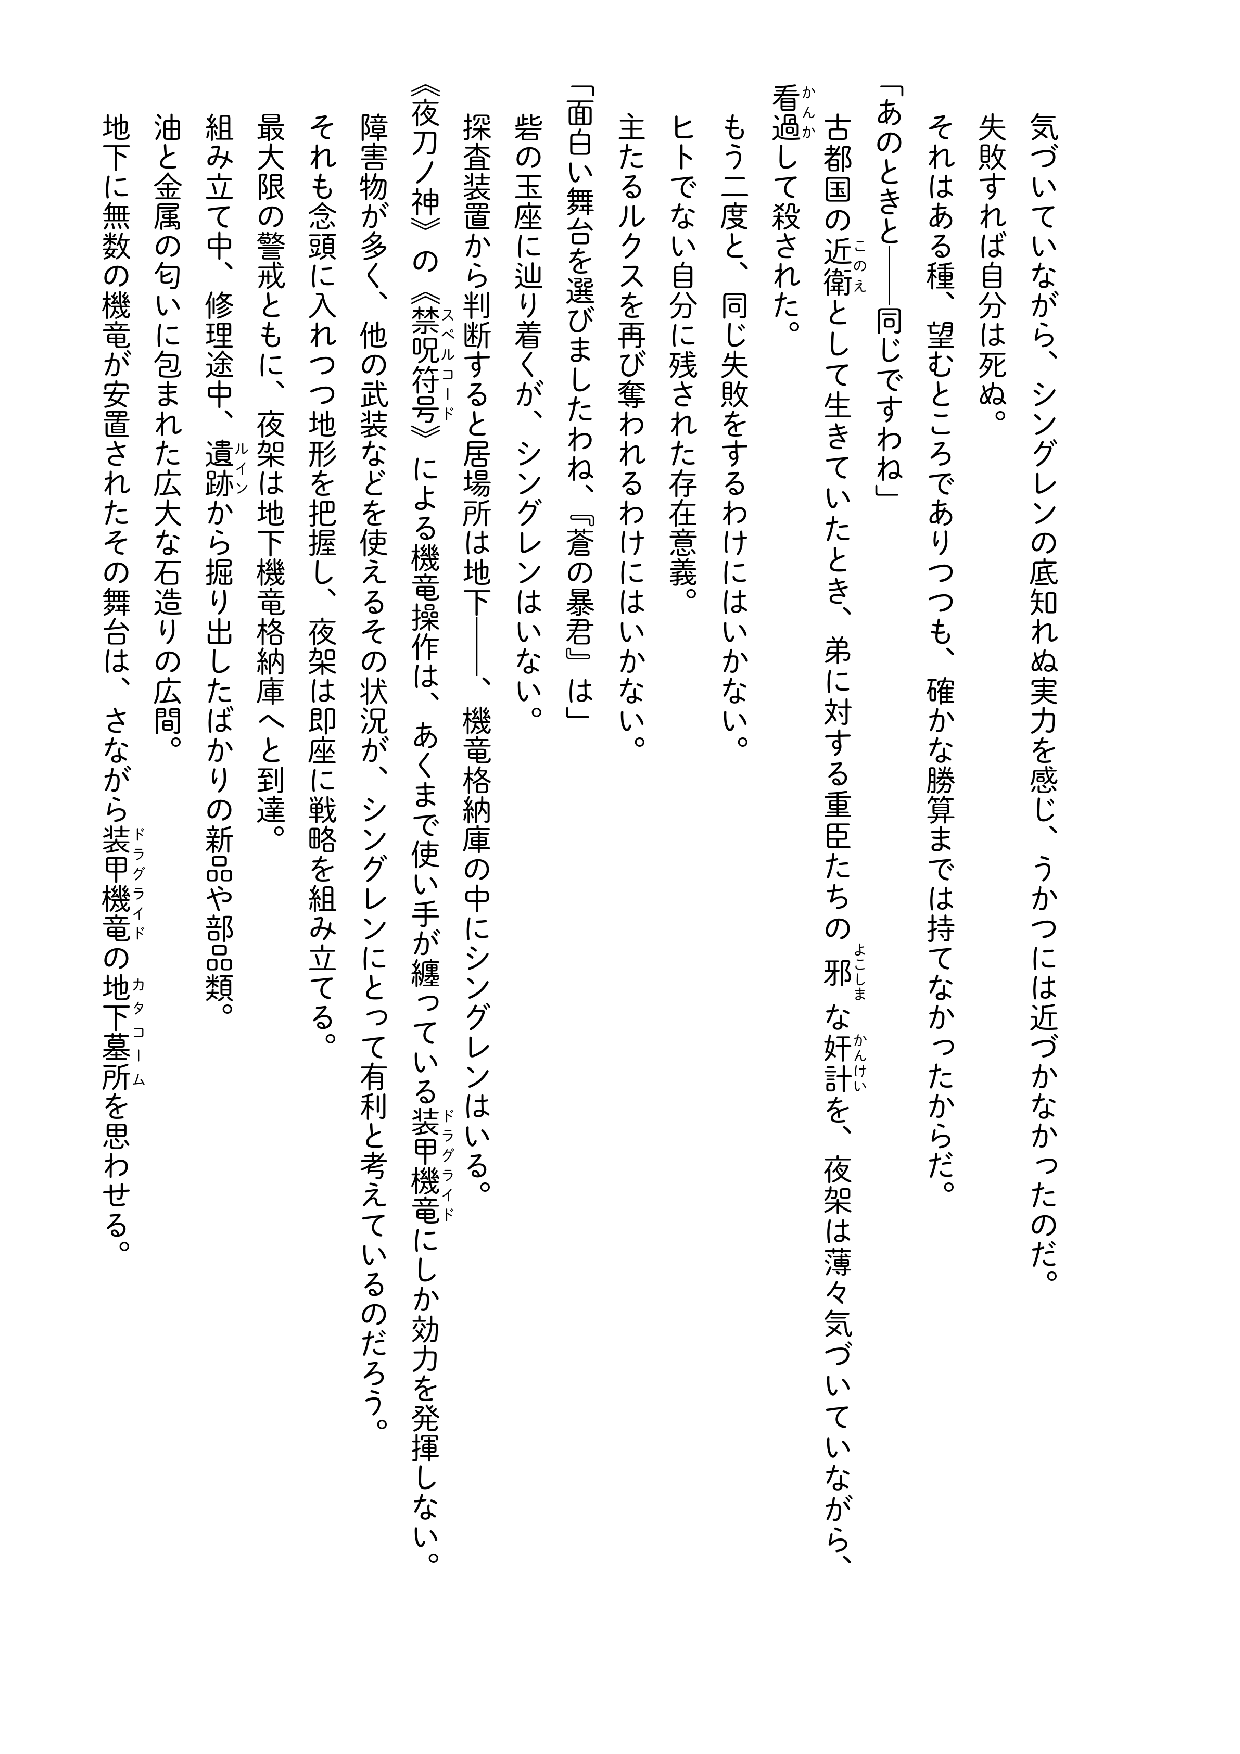 気づいていながら、シングレンの底知れぬ実力を感じ、うかつには近づかなかったのだ。
失敗すれば自分は死ぬ。
それはある種、望むところでありつつも、確かな勝算までは持てなかったからだ。
「あのときと――同じですわね」
古都国の近衛として生きていたとき、弟に対する重臣たちの邪な奸計を、夜架は薄々気づいていながら、
看過して殺された。
もう二度と、同じ失敗をするわけにはいかない。
ヒトでない自分に残された存在意義。
主たるルクスを再び奪われるわけにはいかない。
「面白い舞台を選びましたわね、『蒼の暴君』は」
砦の玉座に辿り着くが、シングレンはいない。
探査装置から判断すると居場所は地下――、機竜格納庫の中にシングレンはいる。
《夜刀ノ神》の《禁呪符号》による機竜操作は、あくまで使い手が纏っている装甲機竜にしか効力を発揮しない。
障害物が多く、他の武装などを使えるその状況が、シングレンにとって有利と考えているのだろう。
それも念頭に入れつつ地形を把握し、夜架は即座に戦略を組み立てる。
最大限の警戒ともに、夜架は地下機竜格納庫へと到達。
組み立て中、修理途中、遺跡から掘り出したばかりの新品や部品類。
油と金属の匂いに包まれた広大な石造りの広間。
地下に無数の機竜が安置されたその舞台は、さながら装甲機竜の地下墓所を思わせる。